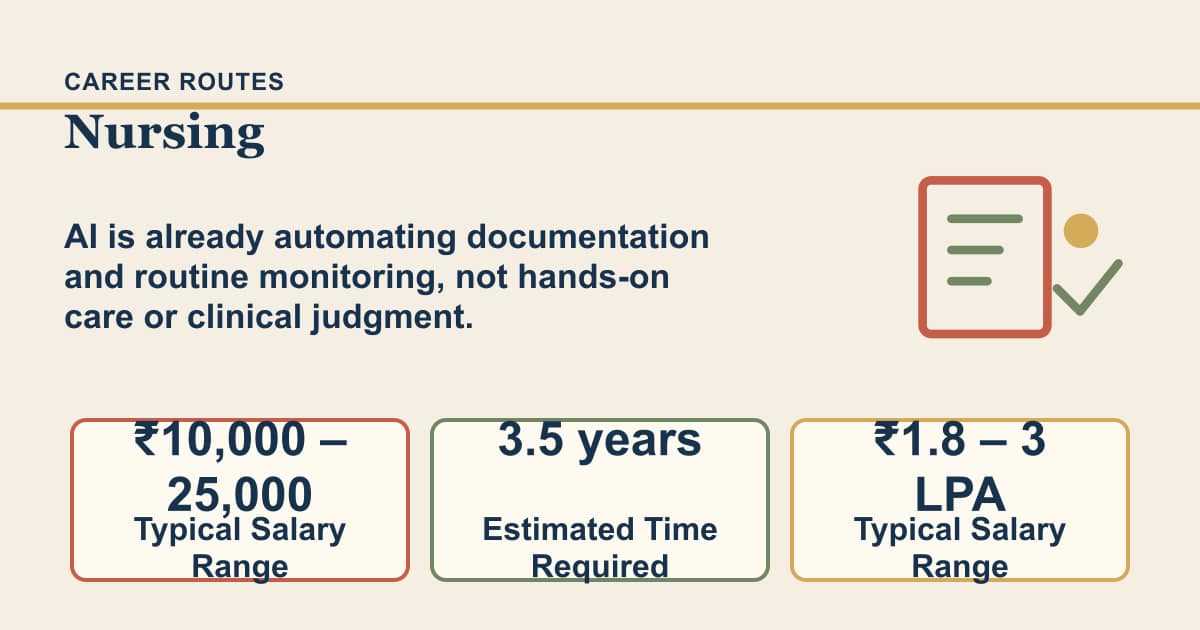 CAREER ROUTES
Nursing
AI is already automating documentation
and routine monitoring, not hands-on
care or clinical judgment.
₹10,000 –
25,000
Typical Salary
Range
3.5 years
Estimated Time
Required
₹1.8 – 3
LPA
Typical Salary
Range